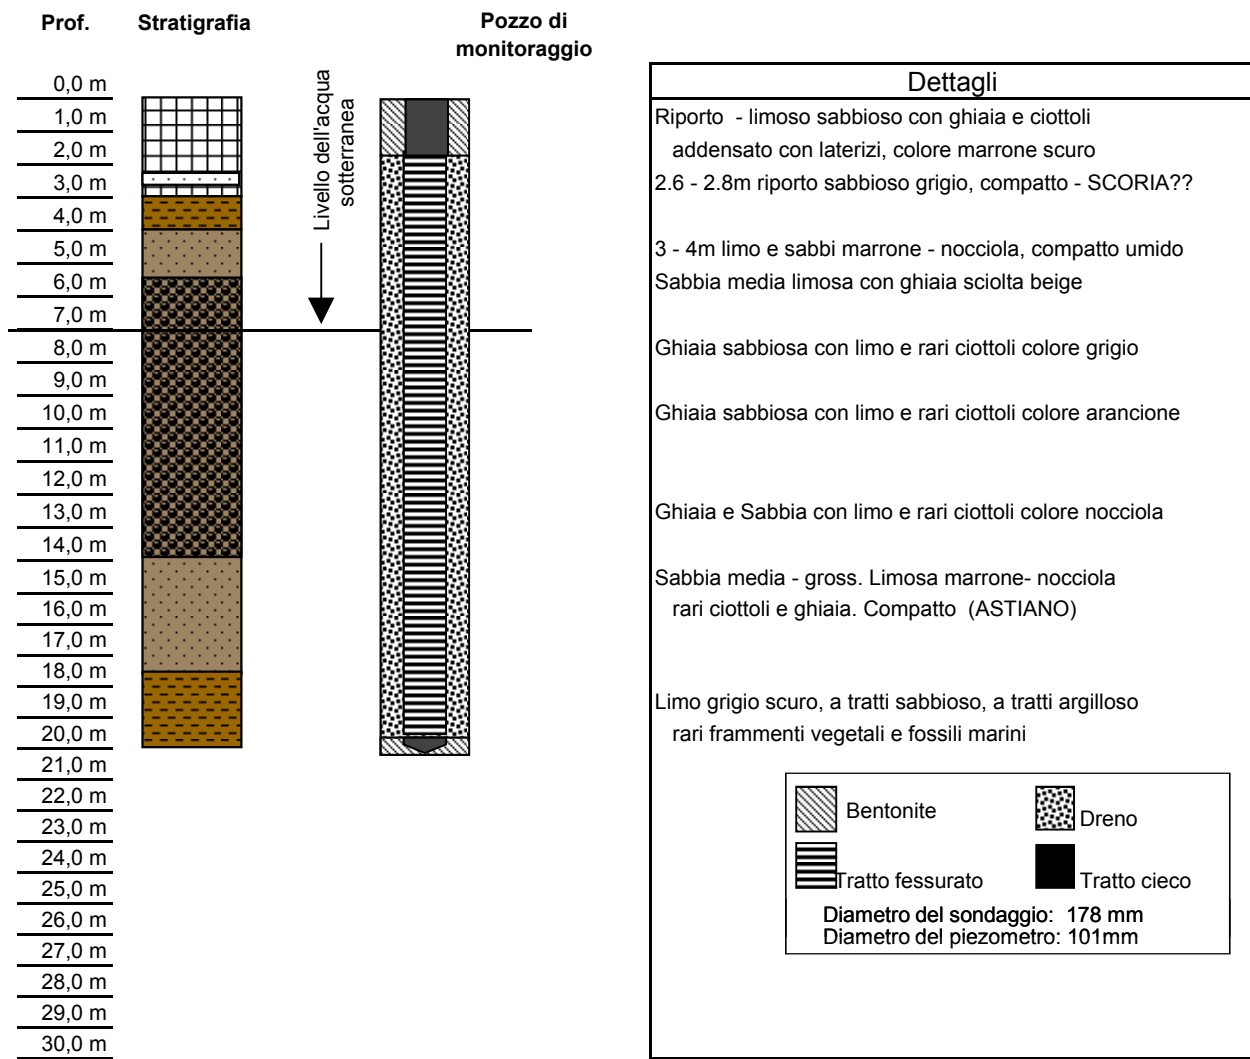 Prof.
Stratigrafia
Pozzo di
monitoraggio
0,0 m
1,0 m
2,0 m
3,0 m
4,0 m
5,0 m
6,0 m
7,0 m
8,0 m
9,0 m
10,0 m
11,0 m
12,0 m
13,0 m
14,0 m
15,0 m
16,0 m
17,0 m
18,0 m
19,0 m
20,0 m
21,0 m
22,0 m
23,0 m
24,0 m
25,0 m
26,0 m
27,0 m
28,0 m
29,0 m
30,0 m
Livello dell'acqua
sotterranea
Dettagli
Riporto - limoso sabbioso con ghiaia e ciottoli
addensato con laterizi, colore marrone scuro
2.6 - 2.8m riporto sabbioso grigio, compatto - SCORIA??
3 - 4m limo e sabbi marrone - nocciola, compatto umido
Sabbia media limosa con ghiaia sciolta beige
Ghiaia sabbiosa con limo e rari ciottoli colore grigio
Ghiaia sabbiosa con limo e rari ciottoli colore arancione
Ghiaia e Sabbia con limo e rari ciottoli colore nocciola
Sabbia media - gross. Limosa marrone- nocciola
rari ciottoli e ghiaia. Compatto (ASTIANO)
Limo grigio scuro, a tratti sabbioso, a tratti argilloso
rari frammenti vegetali e fossili marini
Bentonite
Dreno
Tratto fessurato
Tratto cieco
Diametro del sondaggio: 178 mm
Diametro del piezometro: 101mm